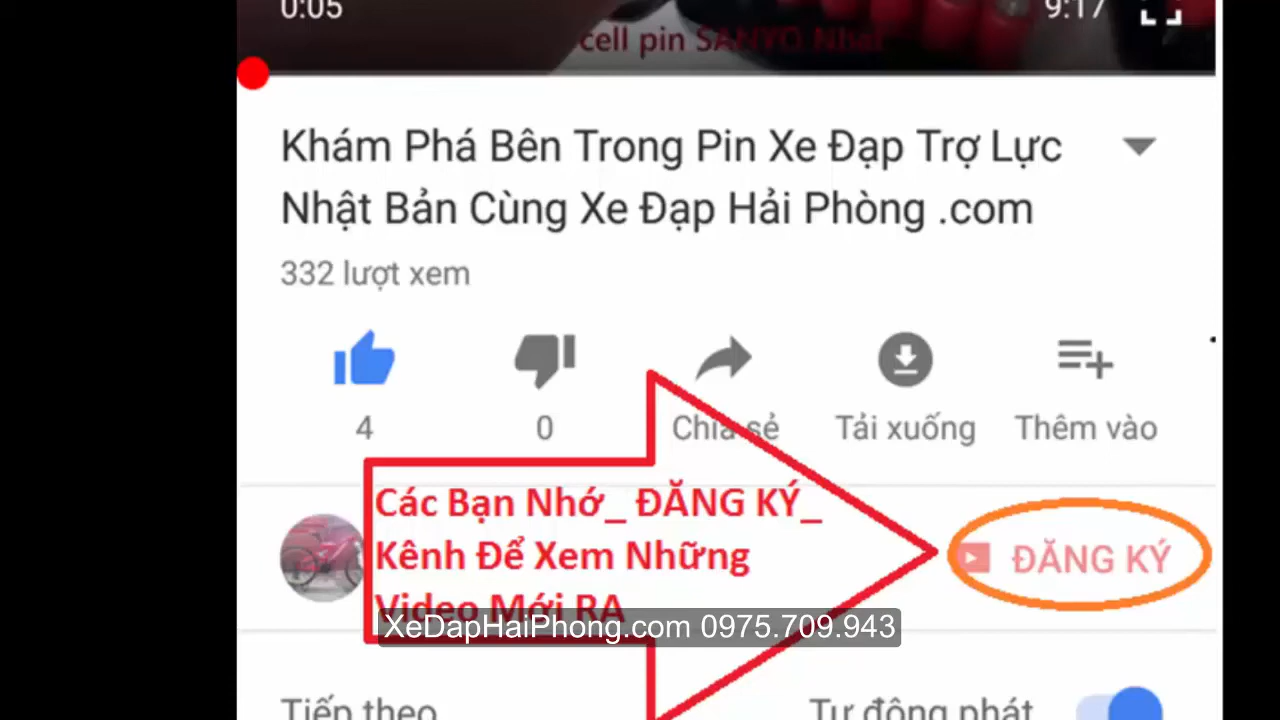 0:05
9:17
cell pin SANYO Nhật
Khám Phá Bên Trong Pin Xe Đạp Trợ Lực
Nhật Bản Cùng Xe Đạp Hải Phòng .com
332 lượt xem
4
0
Chia sẻ
Tải xuống
Thêm vào
Các Bạn Nhớ_ ĐĂNG KÝ_
Kênh Để Xem Những
Video Mới RA
ĐĂNG KÝ
XeDapHaiPhong.com 0975.709.943
Tiếp theo
Tự động phát